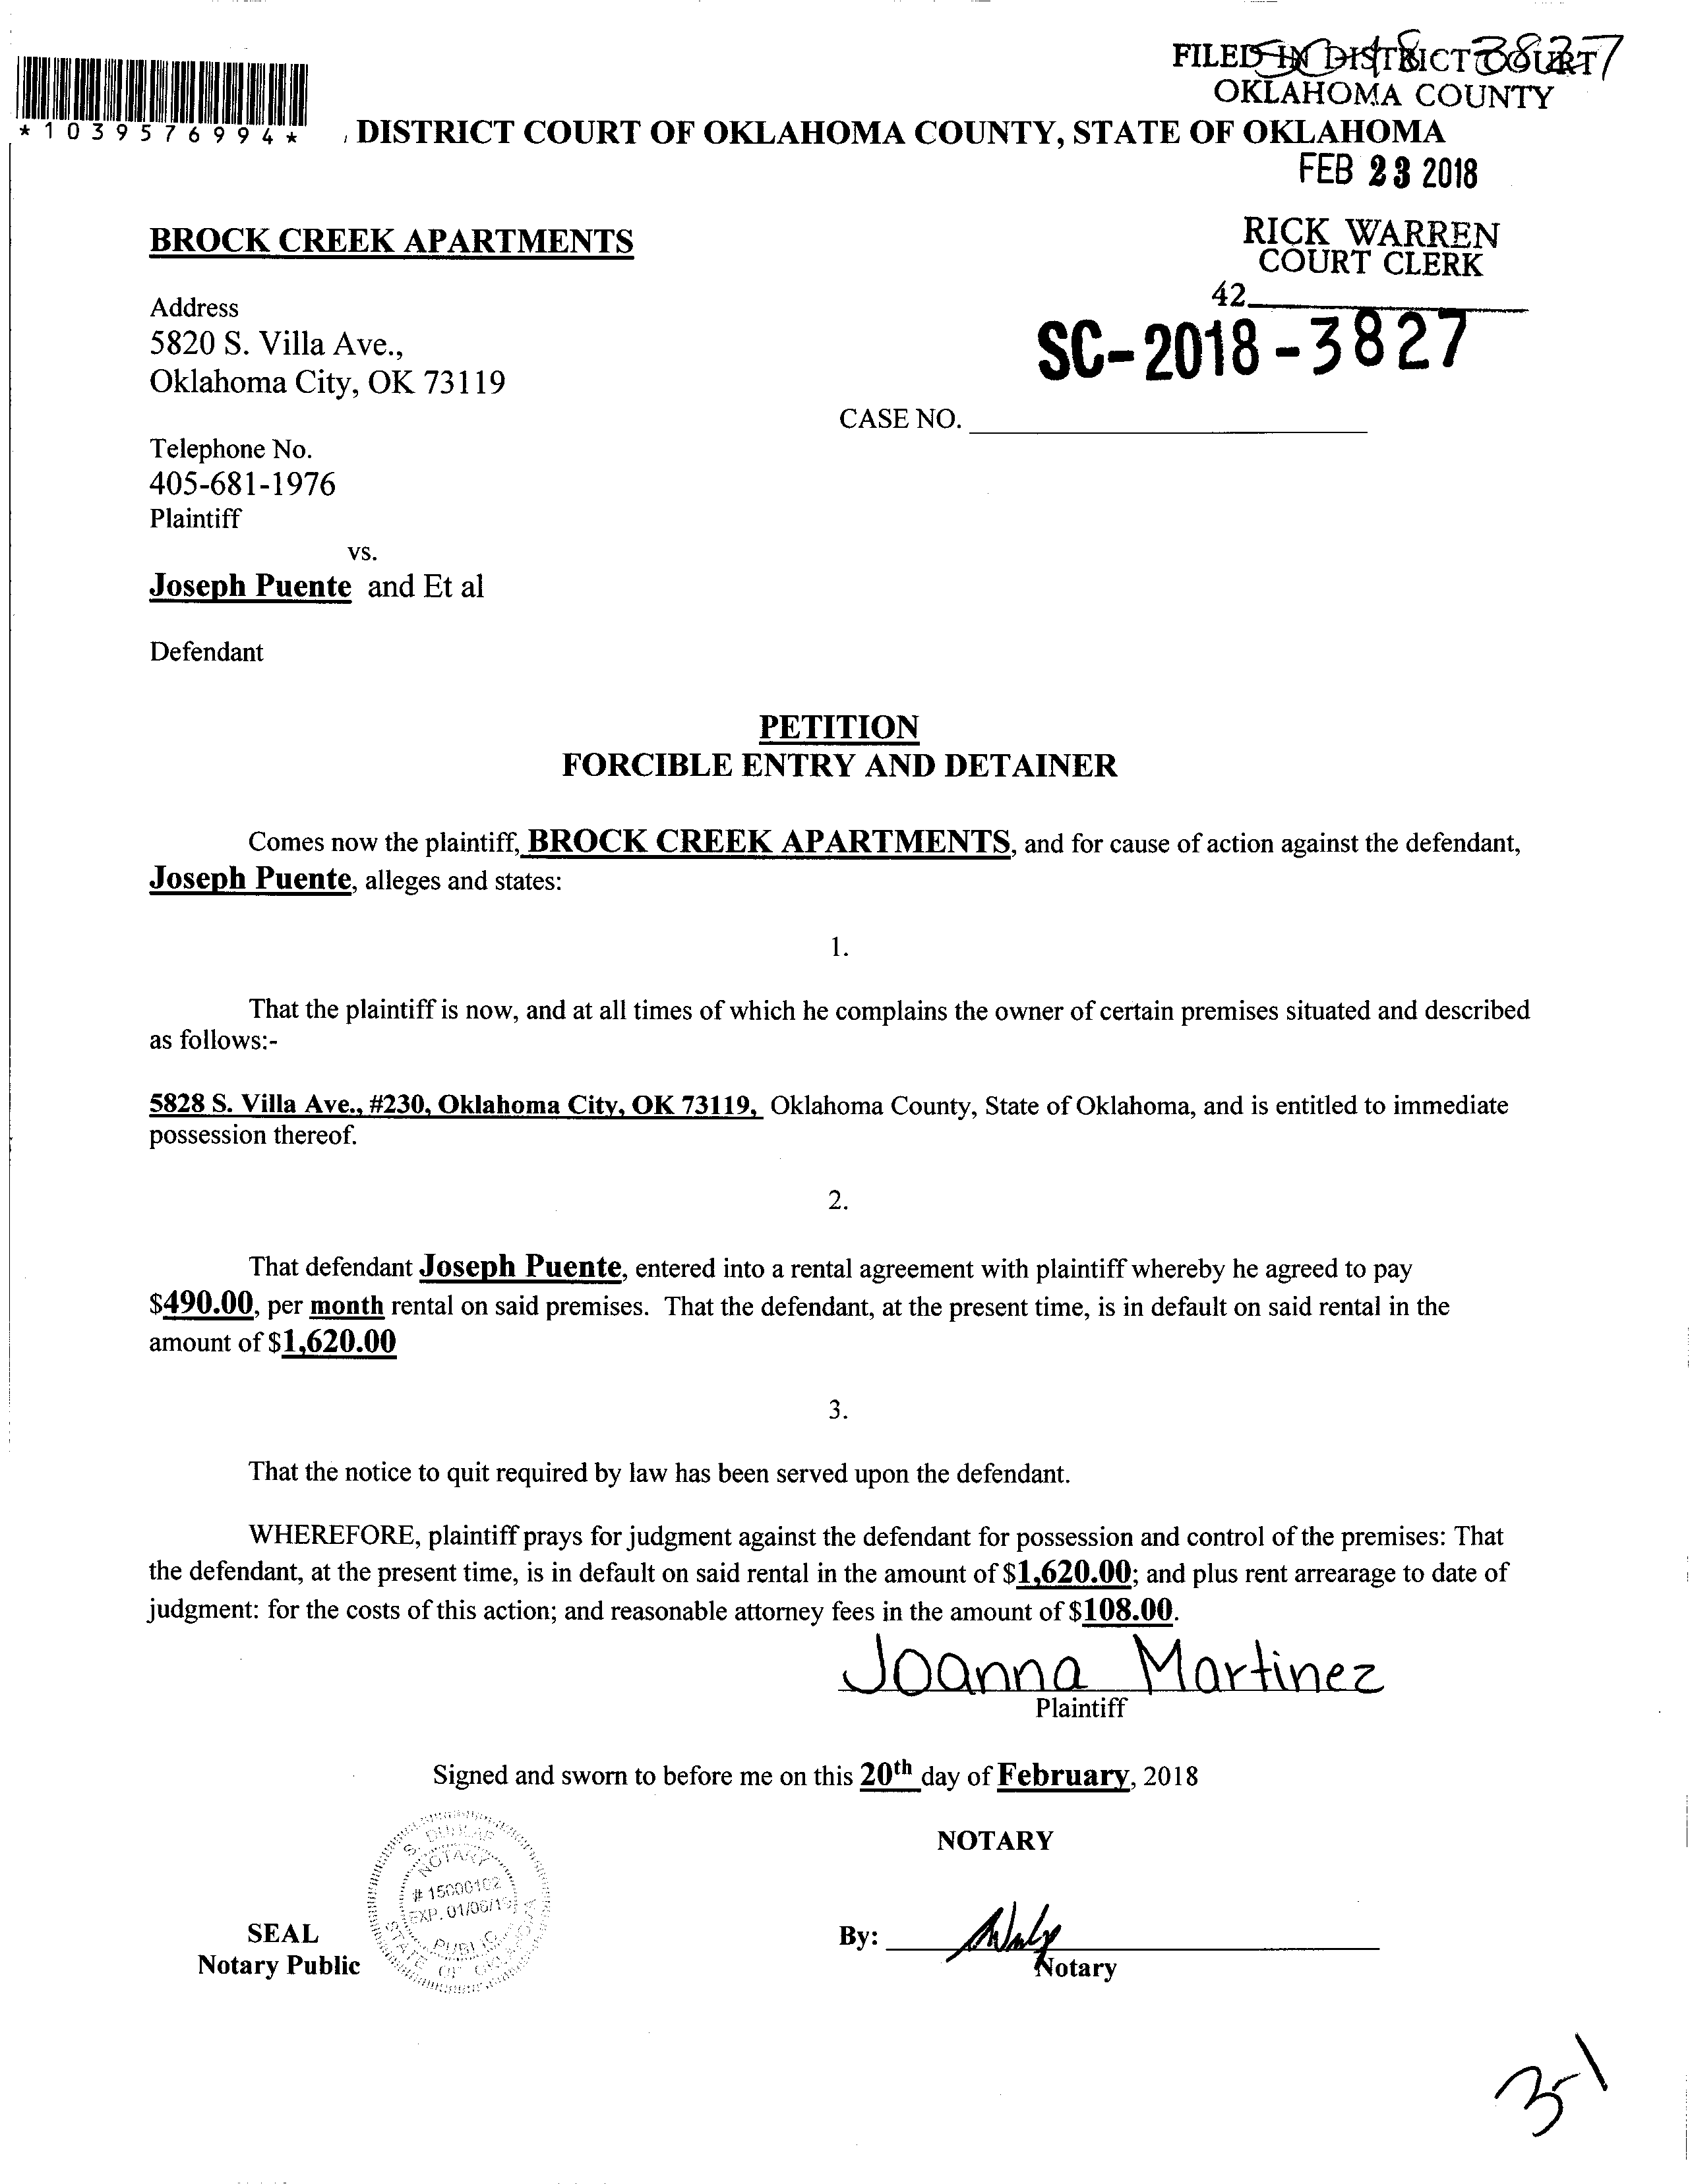 SC 18 3827
FILED IN DISTRICT COURT
OKLAHOMA COUNTY
*1039576994*
DISTRICT COURT OF OKLAHOMA COUNTY, STATE OF OKLAHOMA
FEB 23 2018
BROCK CREEK APARTMENTS
RICK WARREN
COURT CLERK
42
Address
5820 S. Villa Ave.,
SC-2018-3827
Oklahoma City, OK 73119
CASE NO.
Telephone No.
405-681-1976
Plaintiff
vs.
Joseph Puente and Et al
Defendant
PETITION
FORCIBLE ENTRY AND DETAINER
Comes now the plaintiff, BROCK CREEK APARTMENTS, and for cause of action against the defendant,
Joseph Puente, alleges and states:
1.
That the plaintiff is now, and at all times of which he complains the owner of certain premises situated and described
as follows:-
5828 S. Villa Ave., #230, Oklahoma City, OK 73119, Oklahoma County, State of Oklahoma, and is entitled to immediate
possession thereof.
2.
That defendant Joseph Puente, entered into a rental agreement with plaintiff whereby he agreed to pay
$490.00, per month rental on said premises. That the defendant, at the present time, is in default on said rental in the
amount of $1,620.00
3.
That the notice to quit required by law has been served upon the defendant.
WHEREFORE, plaintiff prays for judgment against the defendant for possession and control of the premises: That
the defendant, at the present time, is in default on said rental in the amount of $1,620.00; and plus rent arrearage to date of
judgment: for the costs of this action; and reasonable attorney fees in the amount of $108.00.
Joanna Martinez
Plaintiff
Signed and sworn to before me on this 20th day of February, 2018
NOTARY
S. DUNLAP
NOTARY
# 15000102
EXP. 01/06/19
PUBLIC
STATE OF OKLAHOMA
SEAL
Notary Public
By:
Notary
3-1